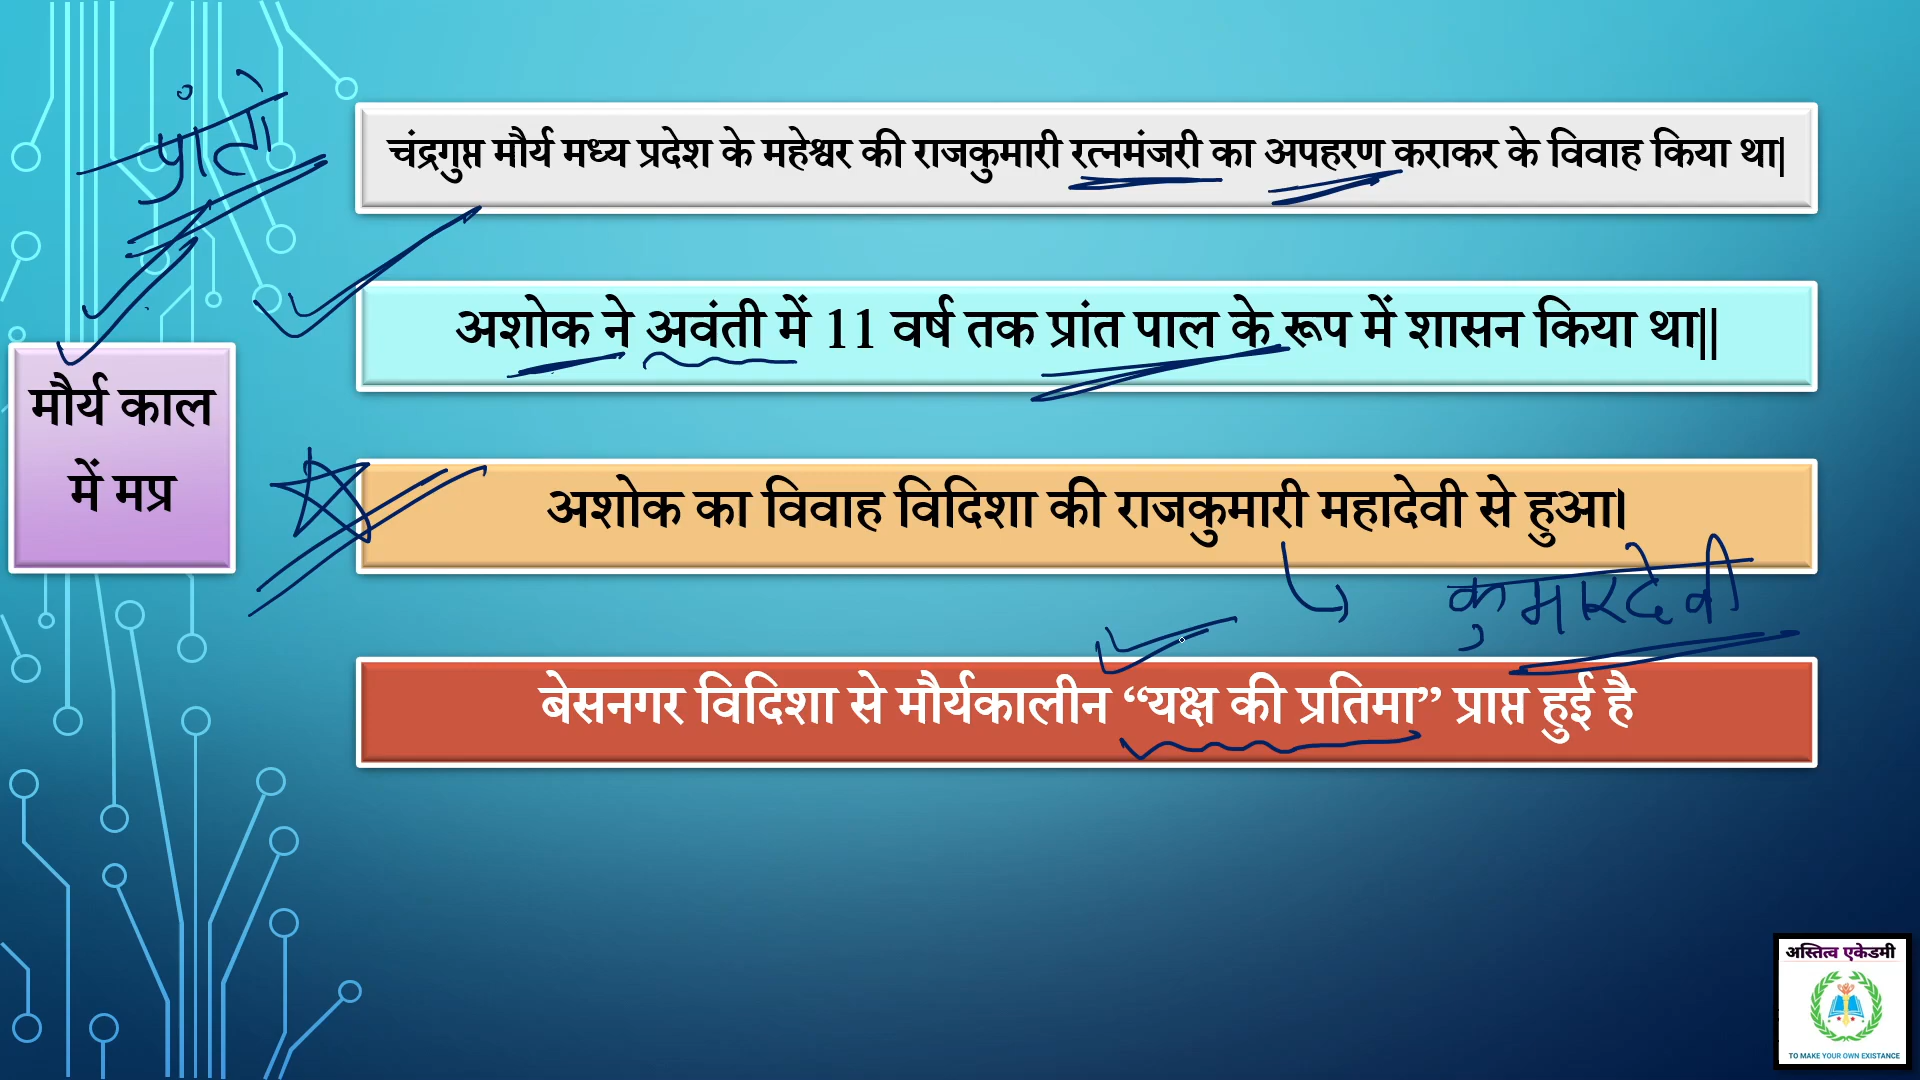 प्रांतो
चंद्रगुप्त मौर्य मध्य प्रदेश के महेश्वर की राजकुमारी रत्नमंजरी का अपहरण कराकर के विवाह किया था|
अशोक ने अवंती में 11 वर्ष तक प्रांत पाल के रूप में शासन किया था||
मौर्य काल
में मप्र
अशोक का विवाह विदिशा की राजकुमारी महादेवी से हुआ।
कुमारदेवी
बेसनगर विदिशा से मौर्यकालीन “यक्ष की प्रतिमा” प्राप्त हुई है
अस्तित्व एकेडमी
TO MAKE YOUR OWN EXISTANCE